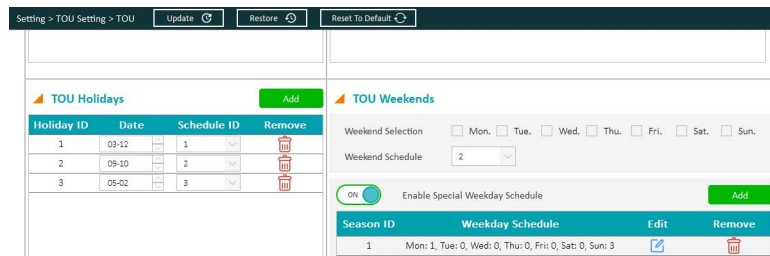 Setting > TOU Setting > TOU
Update
Restore
Reset To Default
TOU Holidays
Add
Holiday ID Date Schedule ID Remove
1 03-12 1
2 09-10 2
3 05-02 3
TOU Weekends
Weekend Selection Mon. Tue. Wed. Thu. Fri. Sat. Sun.
Weekend Schedule 2
ON Enable Special Weekday Schedule Add
Season ID Weekday Schedule Edit Remove
1 Mon: 1, Tue: 0, Wed: 0, Thu: 0, Fri: 0, Sat: 0, Sun: 3